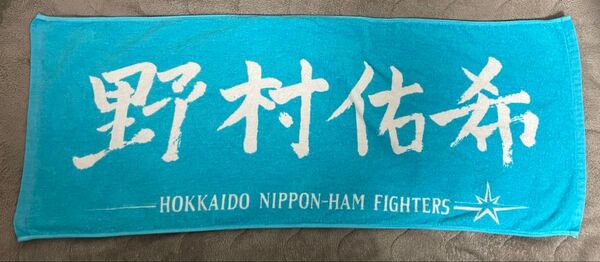 野村佑希
HOKKAIDO NIPPON-HAM FIGHTERS